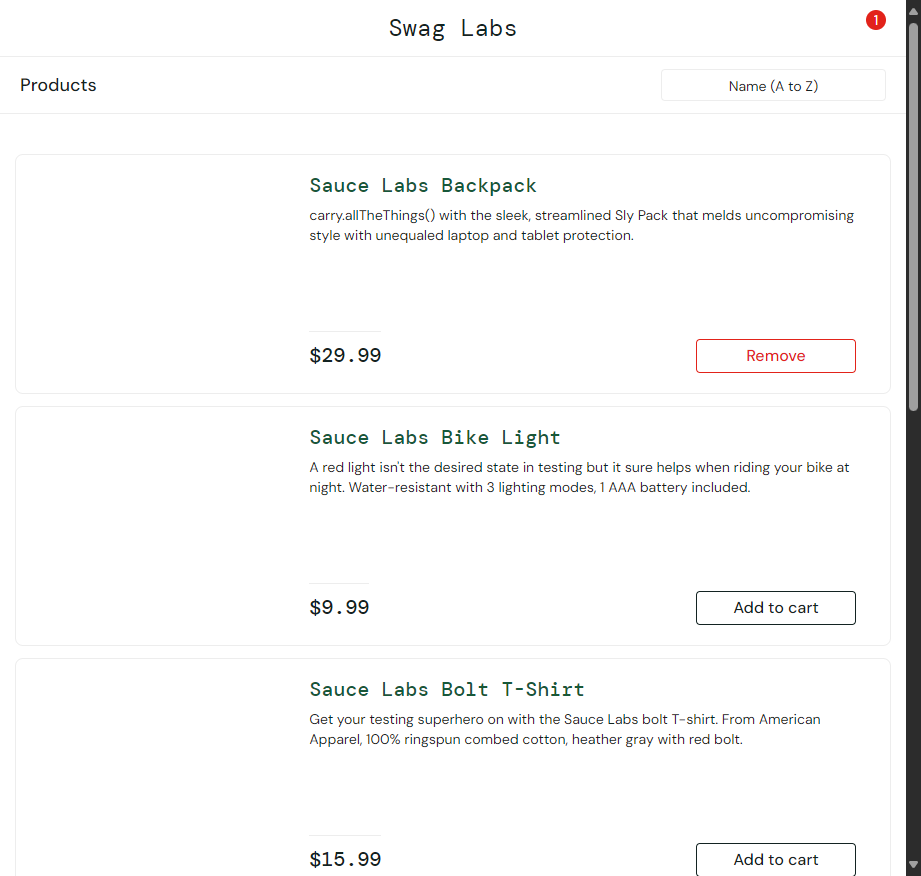 Swag Labs
1
Products
Name (A to Z)
Sauce Labs Backpack
carry.allTheThings() with the sleek, streamlined Sly Pack that melds uncompromising
style with unequaled laptop and tablet protection.
$29.99
Remove
Sauce Labs Bike Light
A red light isn't the desired state in testing but it sure helps when riding your bike at
night. Water-resistant with 3 lighting modes, 1 AAA battery included.
$9.99
Add to cart
Sauce Labs Bolt T-Shirt
Get your testing superhero on with the Sauce Labs bolt T-shirt. From American
Apparel, 100% ringspun combed cotton, heather gray with red bolt.
$15.99
Add to cart